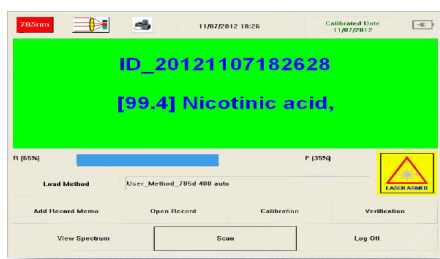 785nm
11/07/2012 18:26
Calibrated Date
11/07/2012
ID_20121107182628
[99.4] Nicotinic acid,
R [65%]
F [35%]
Load Method
User_Method_785d 400 auto
LASER ARMED
Add Record Memo
Open Record
Calibration
Verification
View Spectrum
Scan
Log Off